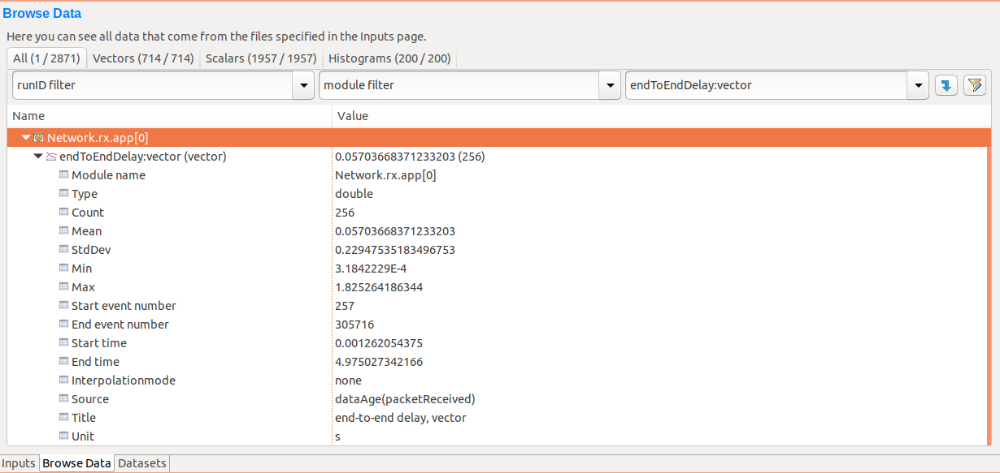 Browse Data
Here you can see all data that come from the files specified in the Inputs page.
All (1 / 2871) Vectors (714 / 714) Scalars (1957 / 1957) Histograms (200 / 200)
runID filter module filter endToEndDelay:vector
Name Value
Network.rx.app[0]
endToEndDelay:vector (vector) 0.05703668371233203 (256)
Module name Network.rx.app[0]
Type double
Count 256
Mean 0.05703668371233203
StdDev 0.22947535183496753
Min 3.1842229E-4
Max 1.825264186344
Start event number 257
End event number 305716
Start time 0.001262054375
End time 4.975027342166
Interpolationmode none
Source dataAge(packetReceived)
Title end-to-end delay, vector
Unit s
Inputs Browse Data Datasets